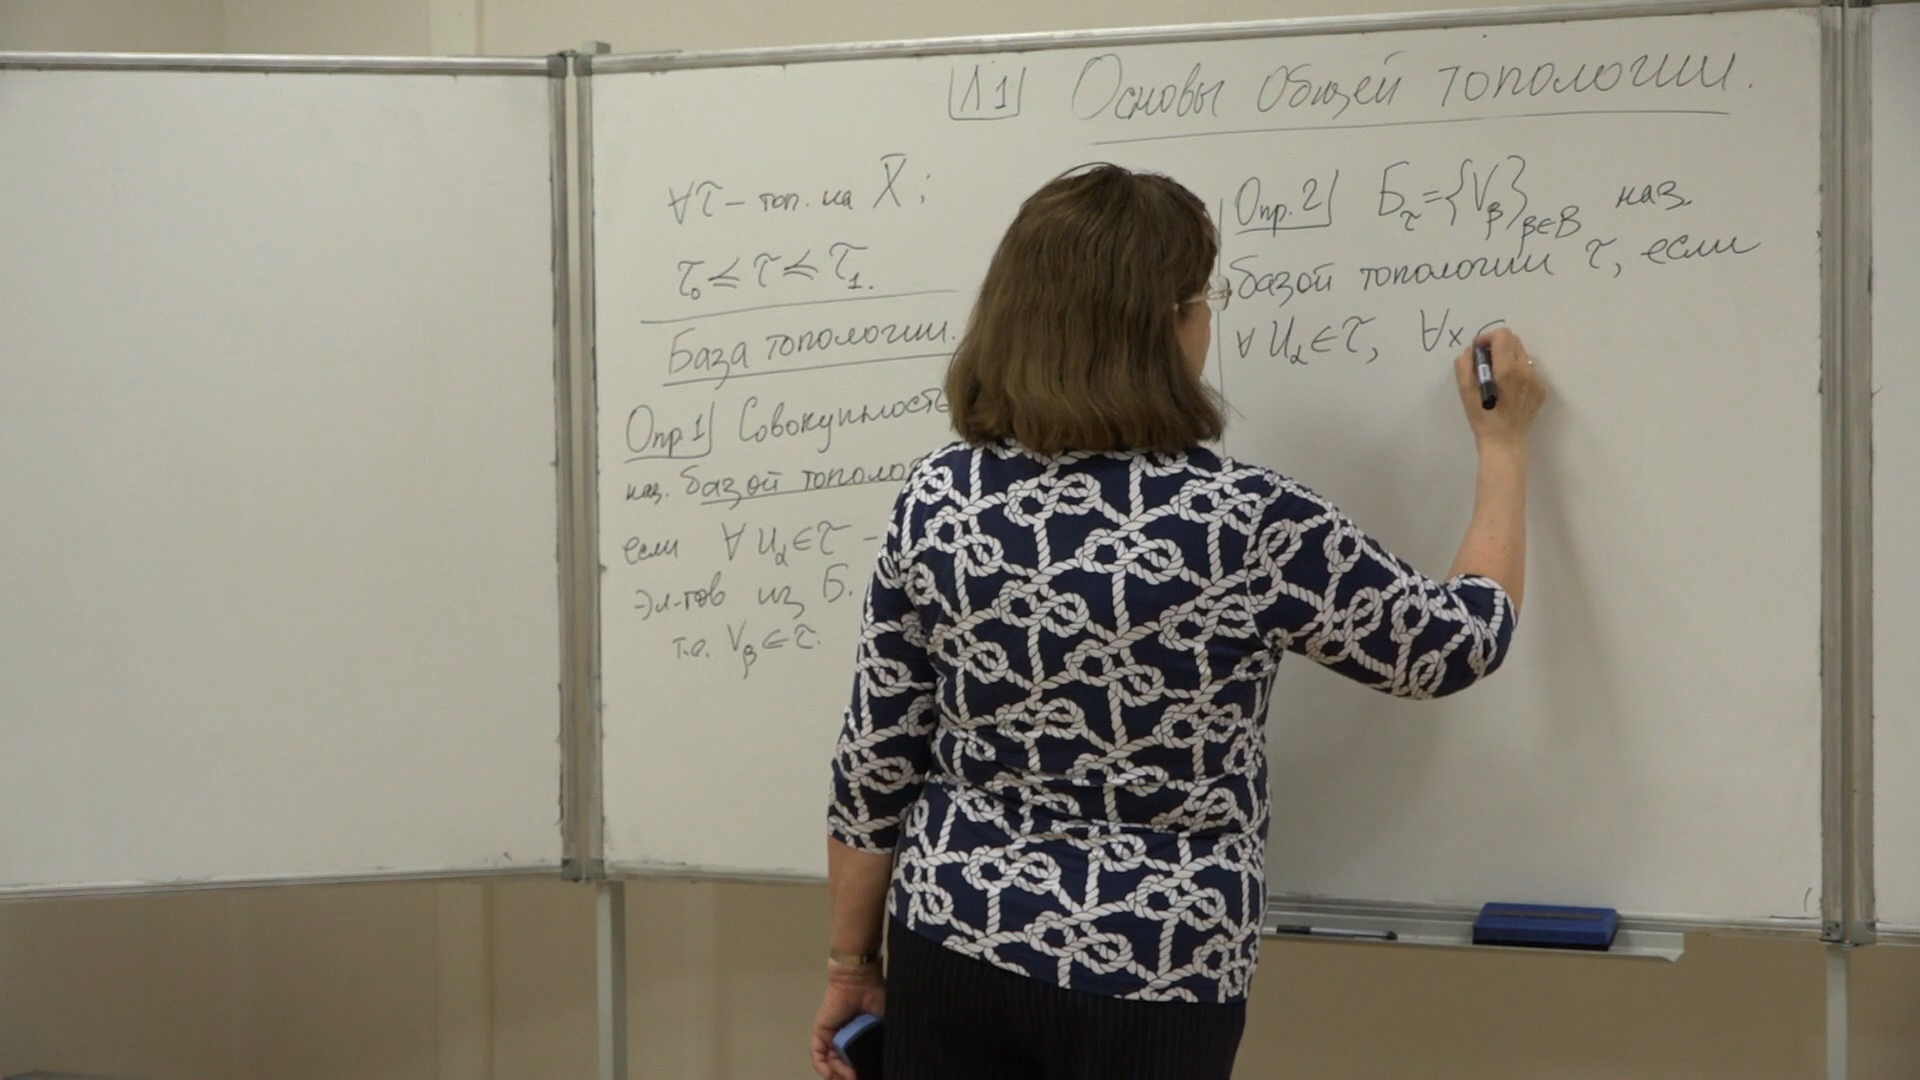 Л1 Основы Общей топологии.
∀τ – топ. на X:
τ₀ ≤ τ ≤ τ₁.
База топологии.
Опр.1 Совокупность
наз. базой тополо
если ∀ U_α ∈ τ –
эл-тов из Б.
т.е. V_β ∈ τ.
Опр.2 Б_τ = {V_β}_{β∈B} наз.
базой топологии τ, если
∀ U_α ∈ τ, ∀x ∈